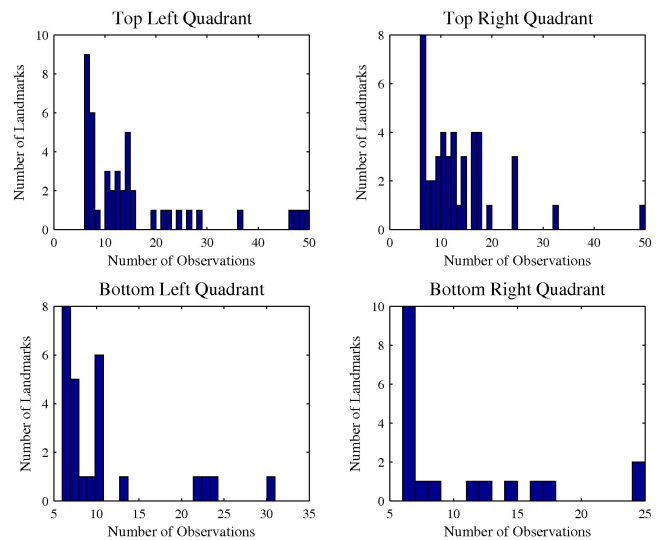 Top Left Quadrant
10
8
6
4
2
0
Number of Landmarks
0 10 20 30 40 50
Number of Observations
Top Right Quadrant
8
6
4
2
0
Number of Landmarks
0 10 20 30 40 50
Number of Observations
Bottom Left Quadrant
8
6
4
2
0
Number of Landmarks
5 10 15 20 25 30 35
Number of Observations
Bottom Right Quadrant
10
8
6
4
2
0
Number of Landmarks
5 10 15 20 25
Number of Observations